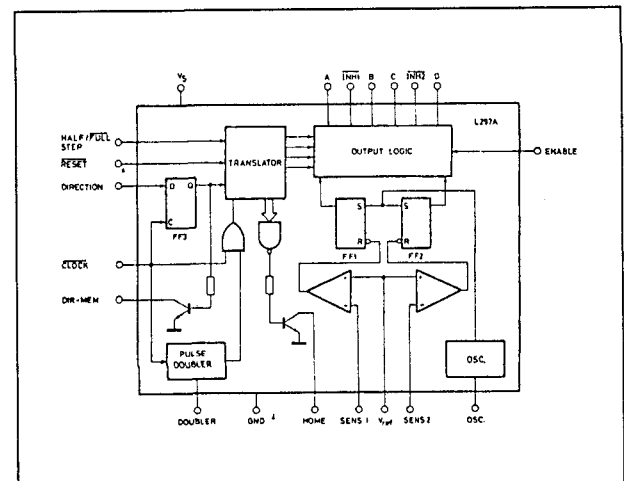 A INH1 B C INH2 D
VS
L297A
HALF/FULL
STEP
RESET
TRANSLATOR
OUTPUT LOGIC
ENABLE
DIRECTION
D Q
C
FF3
S
R
FF1
S
R
FF2
CLOCK
DIR-MEM
PULSE
DOUBLER
OSC.
DOUBLER
GND
HOME
SENS 1
Vref
SENS 2
OSC.